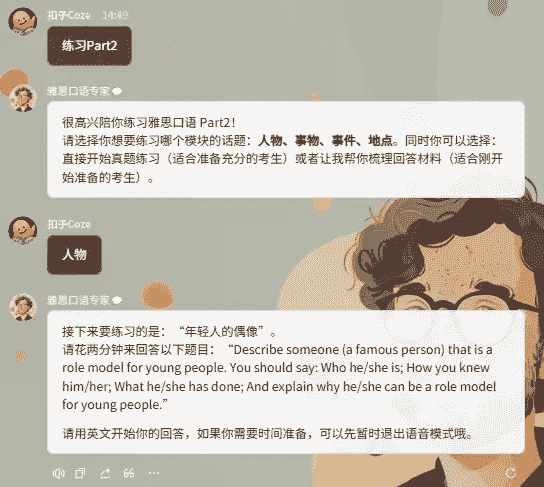 扣子Coze 14:49
练习Part2
雅思口语专家
很高兴陪你练习雅思口语 Part2！
请选择你想要练习哪个模块的话题：人物、事物、事件、地点。同时你可以选择：
直接开始真题练习（适合准备充分的考生）或者让我帮你梳理回答材料（适合刚开
始准备的考生）。
扣子Coze
人物
雅思口语专家
接下来要练习的是：“年轻人的偶像”。
请花两分钟来回答以下题目：“Describe someone (a famous person) that is a
role model for young people. You should say: Who he/she is; How you knew
him/her; What he/she has done; And explain why he/she can be a role model
for young people.”
请用英文开始你的回答，如果你需要时间准备，可以先暂时退出语音模式哦。